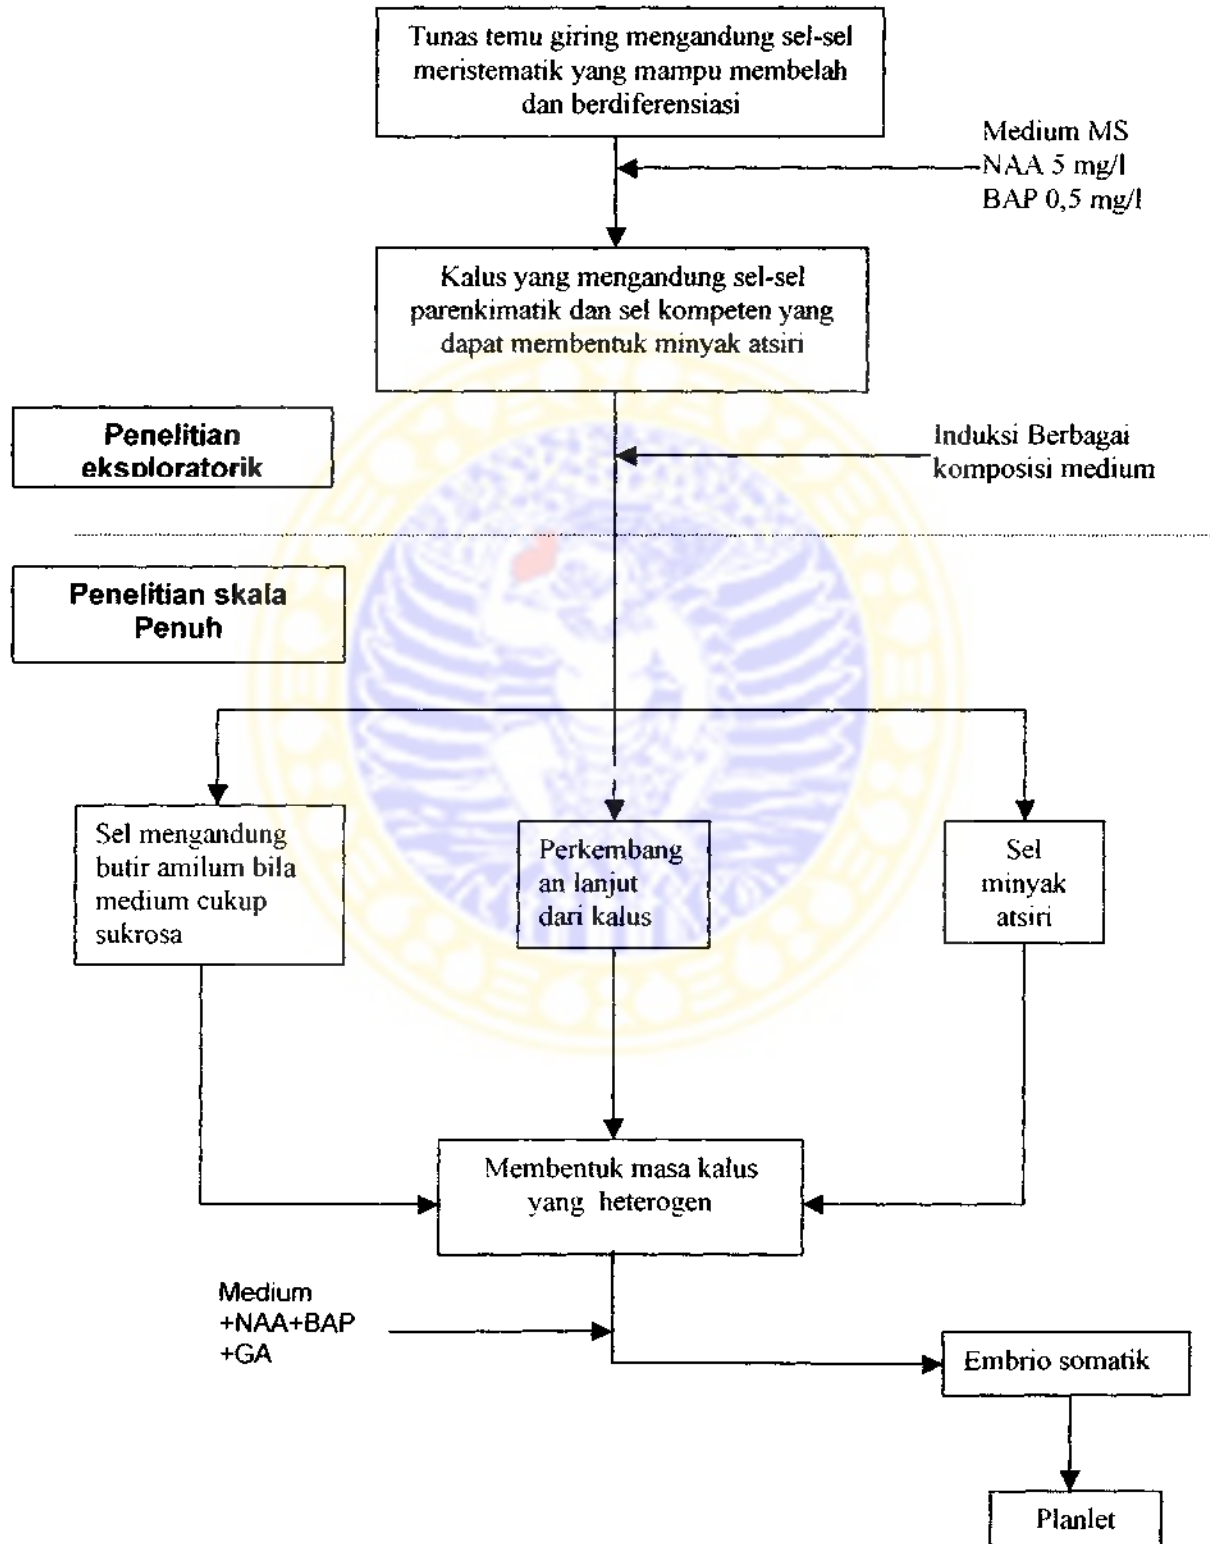 Tunas temu giring mengandung sel-sel
meristematik yang mampu membelah
dan berdiferensiasi
Medium MS
NAA 5 mg/l
BAP 0,5 mg/l
Kalus yang mengandung sel-sel
parenkimatik dan sel kompeten yang
dapat membentuk minyak atsiri
Penelitian
eksploratorik
Induksi Berbagai
komposisi medium
Penelitian skala
Penuh
Sel mengandung
butir amilum bila
medium cukup
sukrosa
Perkembang
an lanjut
dari kalus
Sel
minyak
atsiri
Membentuk masa kalus
yang heterogen
Medium
+NAA+BAP
+GA
Embrio somatik
Planlet